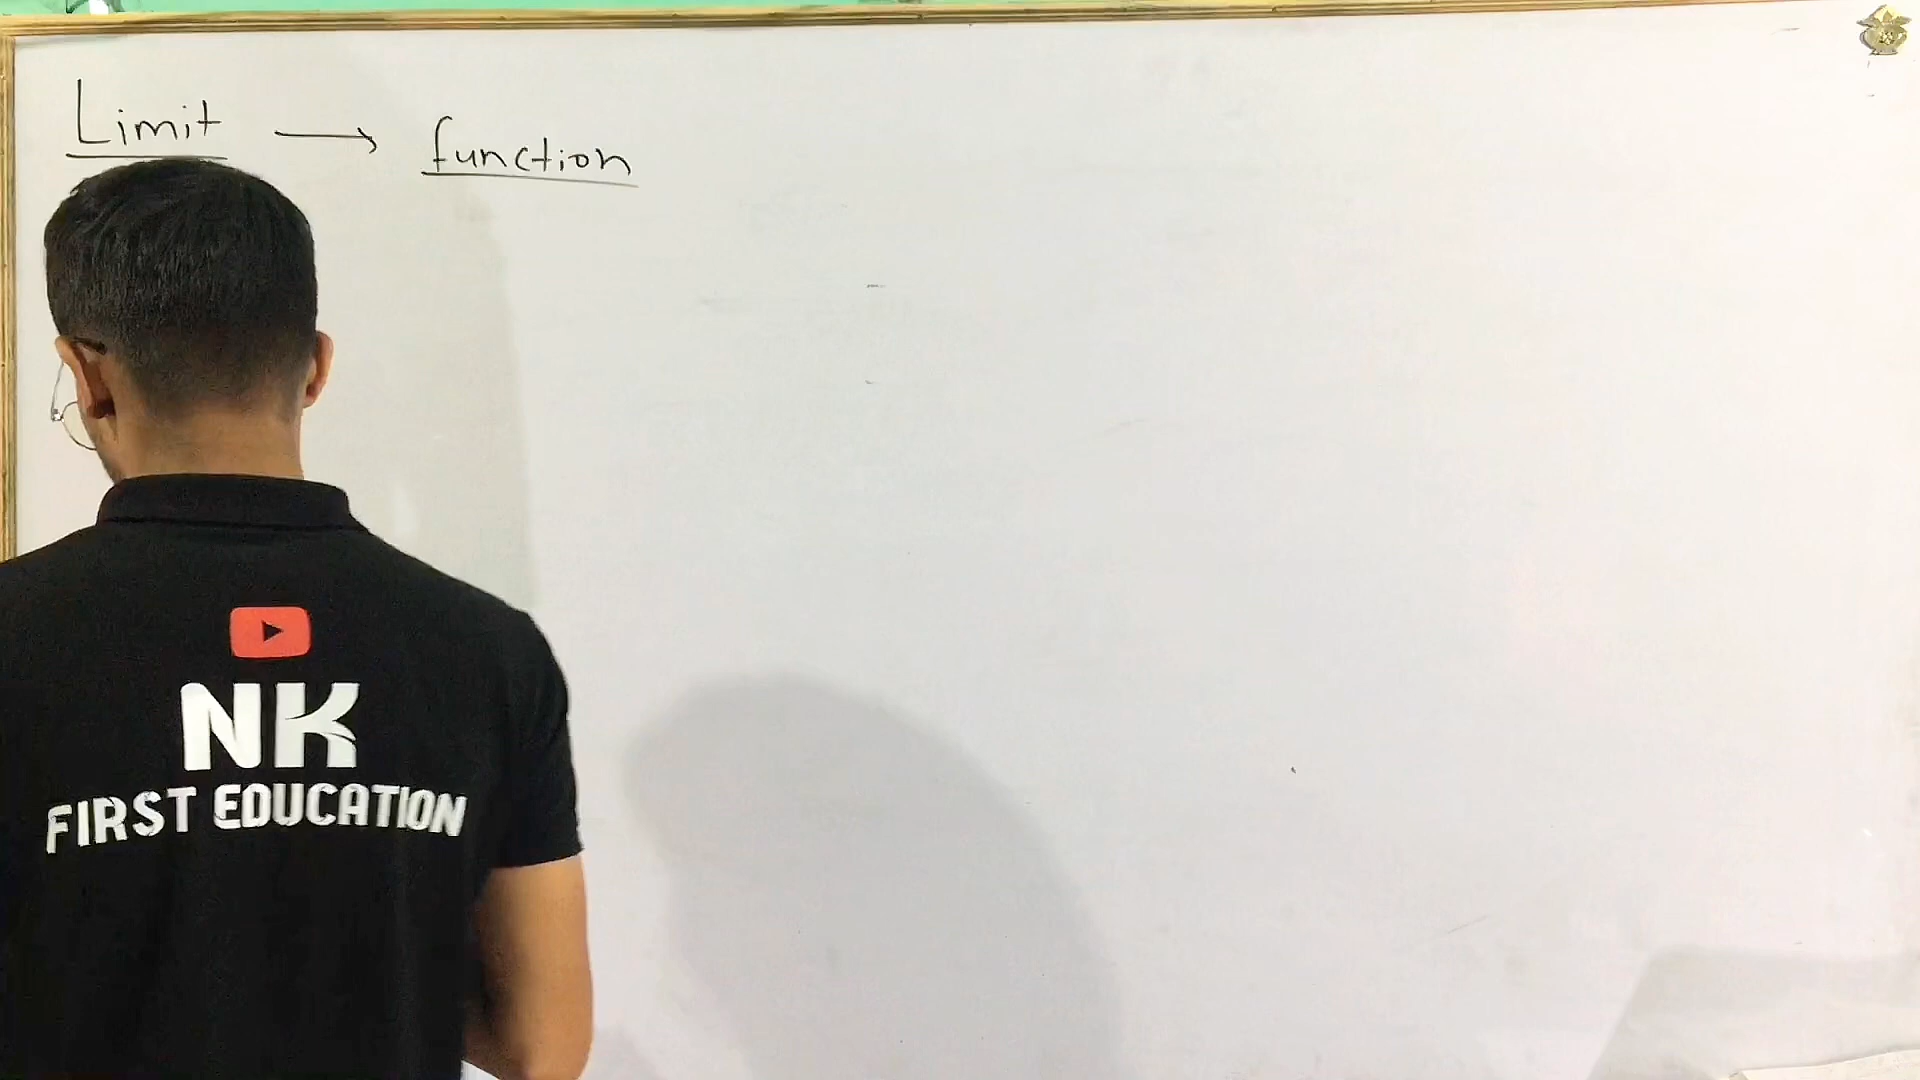 Limit → function
NK
FIRST EDUCATION